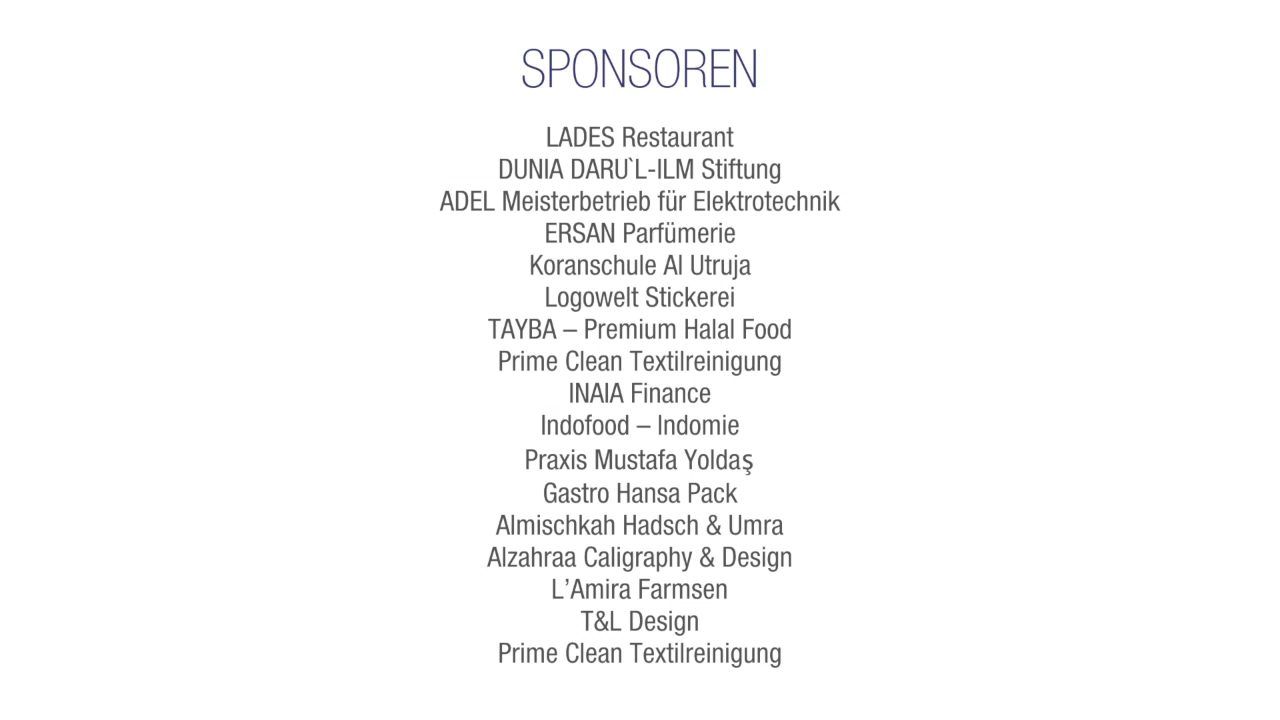 SPONSOREN
LADES Restaurant
DUNIA DARU`L-ILM Stiftung
ADEL Meisterbetrieb für Elektrotechnik
ERSAN Parfümerie
Koranschule Al Utruja
Logowelt Stickerei
TAYBA – Premium Halal Food
Prime Clean Textilreinigung
INAIA Finance
Indofood – Indomie
Praxis Mustafa Yoldaş
Gastro Hansa Pack
Almischkah Hadsch & Umra
Alzahraa Caligraphy & Design
L’Amira Farmsen
T&L Design
Prime Clean Textilreinigung